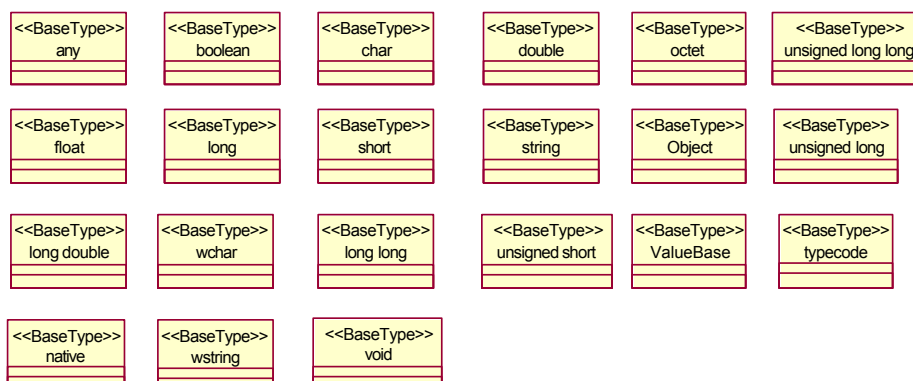 <<BaseType>>
any
<<BaseType>>
boolean
<<BaseType>>
char
<<BaseType>>
double
<<BaseType>>
octet
<<BaseType>>
unsigned long long
<<BaseType>>
float
<<BaseType>>
long
<<BaseType>>
short
<<BaseType>>
string
<<BaseType>>
Object
<<BaseType>>
unsigned long
<<BaseType>>
long double
<<BaseType>>
wchar
<<BaseType>>
long long
<<BaseType>>
unsigned short
<<BaseType>>
ValueBase
<<BaseType>>
typecode
<<BaseType>>
native
<<BaseType>>
wstring
<<BaseType>>
void